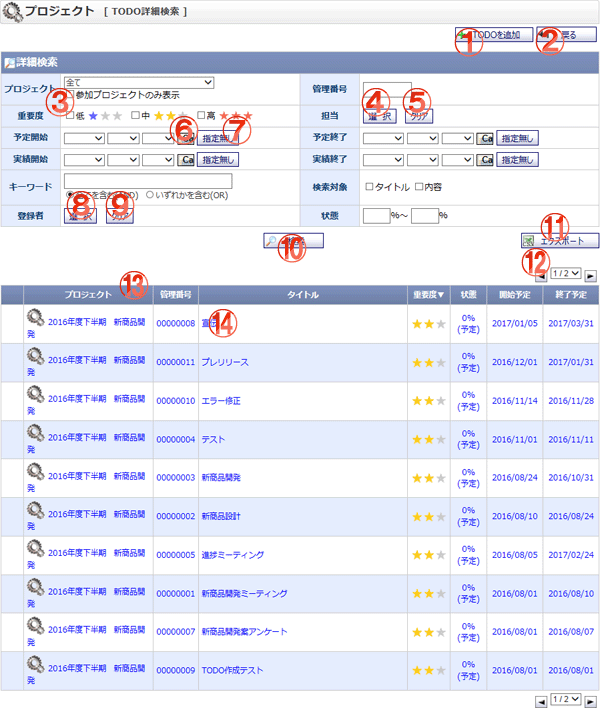 プロジェクト [ TODO詳細検索 ]
① TODOを追加 ② 戻る
詳細検索
プロジェクト 全て 管理番号
③ 参加プロジェクトのみ表示
重要度 低 ★★★ 中 ★★★ 高 ★★★ 担当 ④ 選 択 ⑤ クリア
予定開始 ⑥ Ca ⑦ 指定無し 予定終了 Ca 指定無し
実績開始 Ca 指定無し 実績終了 Ca 指定無し
キーワード 検索対象 タイトル 内容
を含む(AND) いずれかを含む(OR)
登録者 ⑧ 選 択 ⑨ クリア 状態 %～ %
⑩ ⑪ エクスポート
⑫ 1 / 2
⑬ プロジェクト 管理番号 タイトル 重要度▼ 状態 開始予定 終了予定
2016年度下半期 新商品開発 00000008 宣 ⑭ ★★★ 0%(予定) 2017/01/05 2017/03/31
2016年度下半期 新商品開発 00000011 プレリリース ★★★ 0%(予定) 2016/12/01 2017/01/31
2016年度下半期 新商品開発 00000010 エラー修正 ★★★ 0%(予定) 2016/11/14 2016/11/28
2016年度下半期 新商品開発 00000004 テスト ★★★ 0%(予定) 2016/11/01 2016/11/11
2016年度下半期 新商品開発 00000003 新商品開発 ★★★ 0%(予定) 2016/08/24 2016/10/31
2016年度下半期 新商品開発 00000002 新商品設計 ★★★ 0%(予定) 2016/08/10 2016/08/24
2016年度下半期 新商品開発 00000005 進捗ミーティング ★★★ 0%(予定) 2016/08/05 2017/02/24
2016年度下半期 新商品開発 00000001 新商品開発ミーティング ★★★ 0%(予定) 2016/08/01 2016/08/10
2016年度下半期 新商品開発 00000007 新商品開発案アンケート ★★★ 0%(予定) 2016/08/01 2016/08/07
2016年度下半期 新商品開発 00000009 TODO作成テスト ★★★ 0%(予定) 2016/08/01 2016/08/01
1 / 2